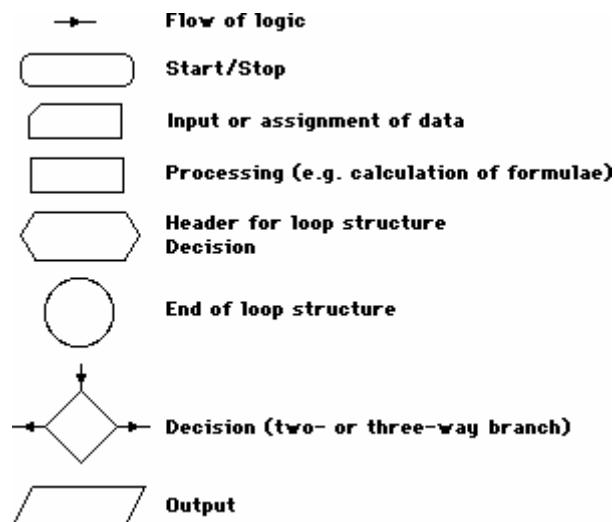 Flow of logic
Start/Stop
Input or assignment of data
Processing (e.g. calculation of formulae)
Header for loop structure
Decision
End of loop structure
Decision (two- or three-way branch)
Output